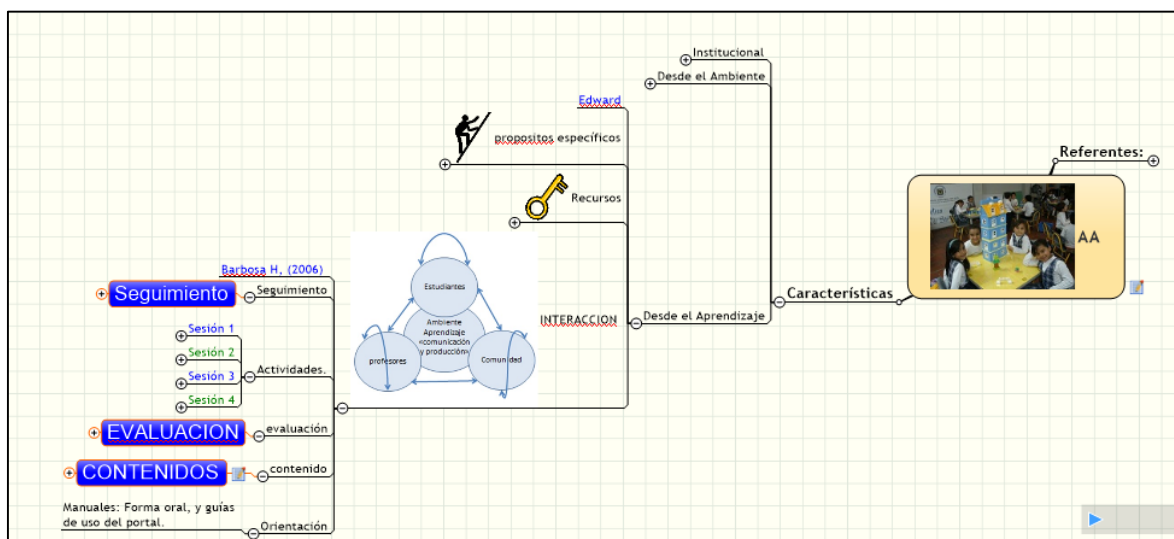 Institucional
Desde el Ambiente
Edward
propositos específicos
Recursos
Referentes:
AA
Características
Desde el Aprendizaje
INTERACCION
Estudiantes
Ambiente
Aprendizaje
«comunicación
y producción»
profesores
Comunidad
Barbosa H, (2006)
Seguimiento
Seguimiento
Sesión 1
Sesión 2
Sesión 3
Sesión 4
Actividades.
EVALUACION
evaluación
CONTENIDOS
contenido
Manuales: Forma oral, y guías
de uso del portal.
Orientación